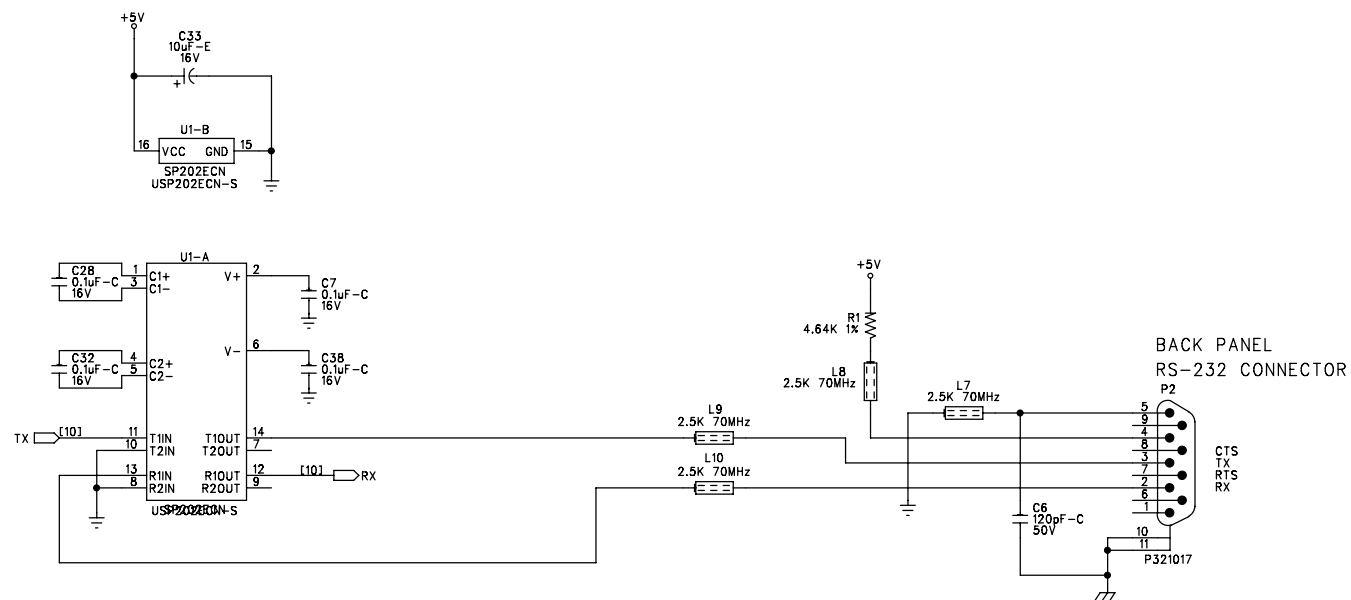 +5V
C33
10uF-E
16V
+
U1-B
16 VCC GND 15
SP202ECN
USP202ECN-S
U1-A
C28
0.1uF-C
16V
1 C1+
3 C1-
V+ 2
C7
0.1uF-C
16V
C32
0.1uF-C
16V
4 C2+
5 C2-
V- 6
C38
0.1uF-C
16V
TX [10] 11 T1IN
10 T2IN
13 R1IN
8 R2IN
T1OUT 14
T2OUT 7
R1OUT 12 [10] RX
R2OUT 9
SP202ECN
USP202ECN-S
L9
2.5K 70MHz
L10
2.5K 70MHz
+5V
R1
4.64K 1%
L8
2.5K 70MHz
L7
2.5K 70MHz
C6
120pF-C
50V
BACK PANEL
RS-232 CONNECTOR
P2
5
9
4
8 CTS
3 TX
7 RTS
2 RX
6
1
10
11
P321017